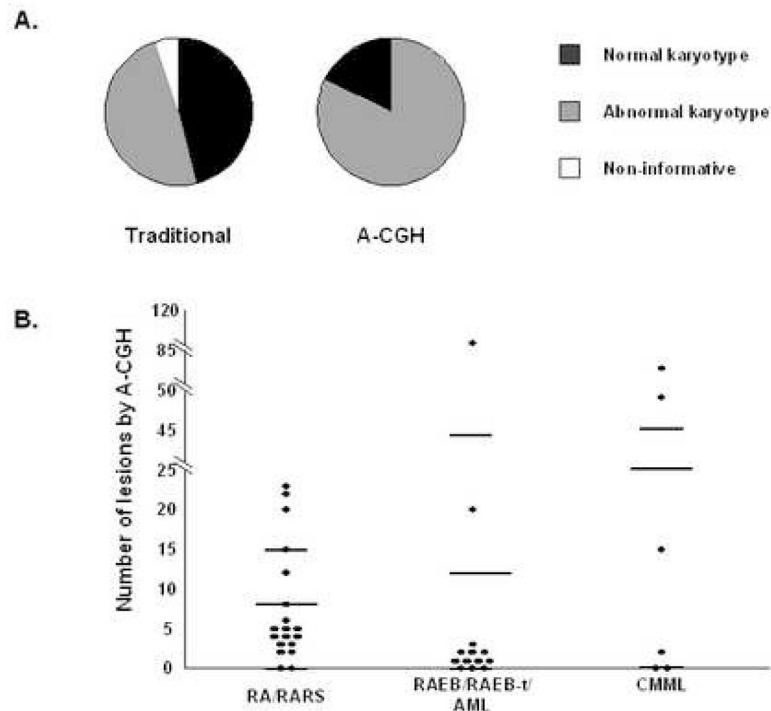 A.
Normal karyotype
Abnormal karyotype
Non-informative
Traditional
A-CGH
B.
Number of lesions by A-CGH
120
85
50
45
25
20
15
10
5
0
RA/RARS
RAEB/RAEB-t/
AML
CMML